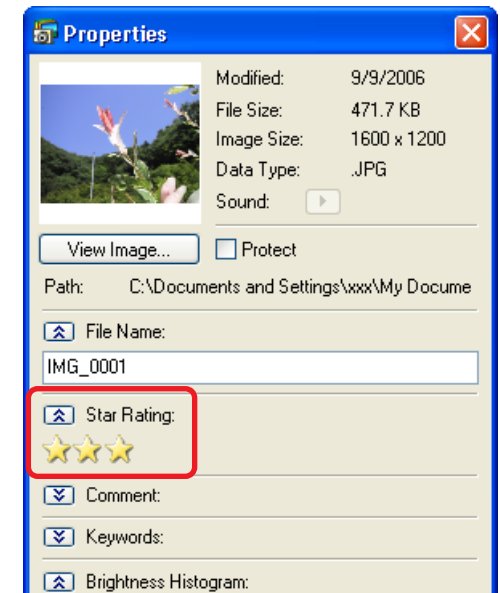 Properties
Modified: 9/9/2006
File Size: 471.7 KB
Image Size: 1600 x 1200
Data Type: .JPG
Sound:
View Image... Protect
Path: C:\Documents and Settings\xxx\My Docume
File Name:
IMG_0001
Star Rating:
Comment:
Keywords:
Brightness Histogram: